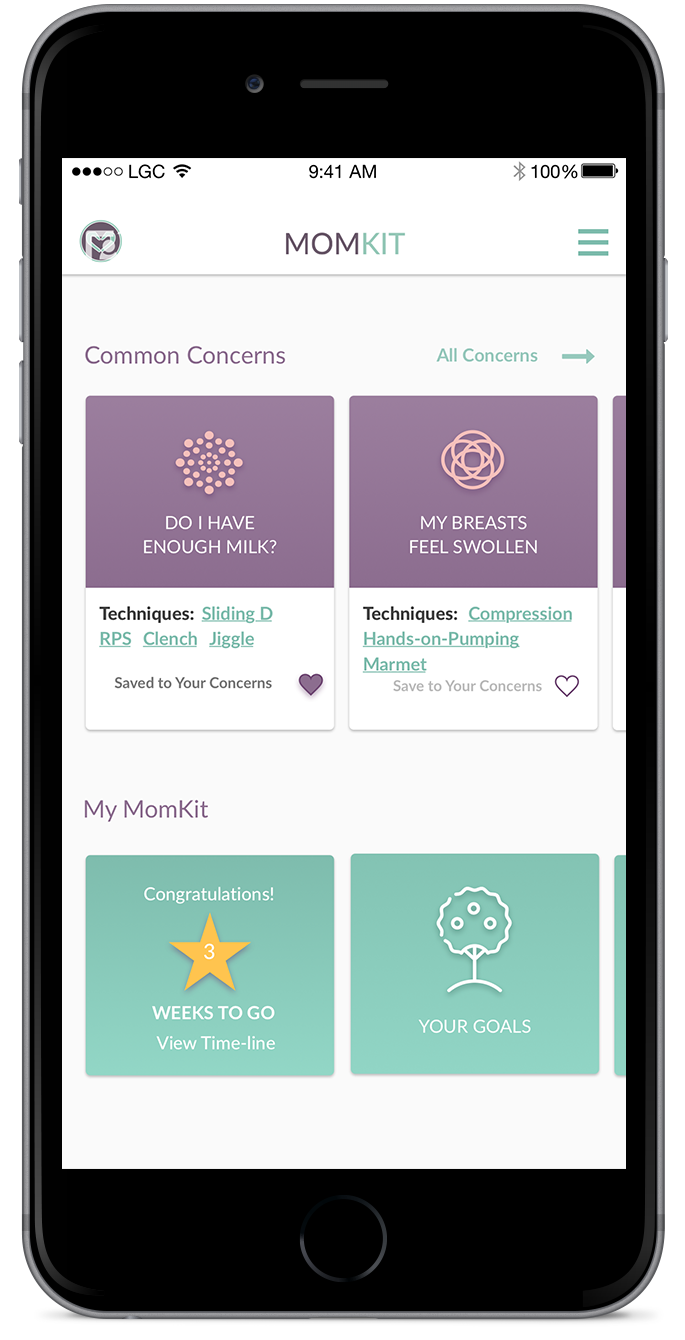 LGC 9:41 AM 100%
MOMKIT
Common Concerns All Concerns
DO I HAVE
ENOUGH MILK?
Techniques: Sliding D
RPS Clench Jiggle
Saved to Your Concerns
MY BREASTS
FEEL SWOLLEN
Techniques: Compression
Hands-on-Pumping
Marmet
Save to Your Concerns
My MomKit
Congratulations!
3
WEEKS TO GO
View Time-line
YOUR GOALS